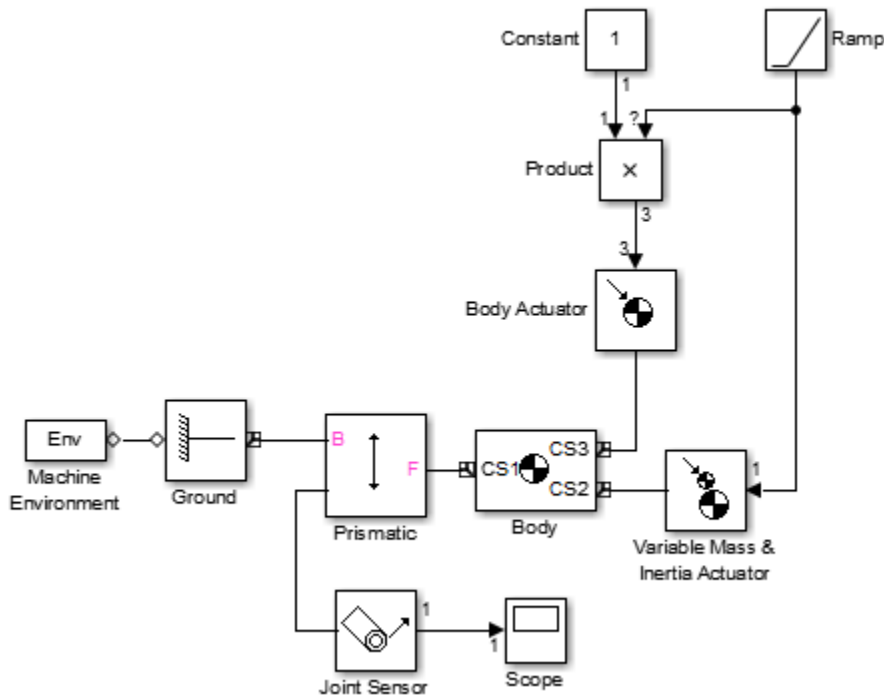 Constant
1
Ramp
1
1
?
Product
×
3
3
Body Actuator
Env
B
F
CS1
CS3
CS2
1
Machine
Environment
Ground
Prismatic
Body
Variable Mass &
Inertia Actuator
1
1
Joint Sensor
Scope